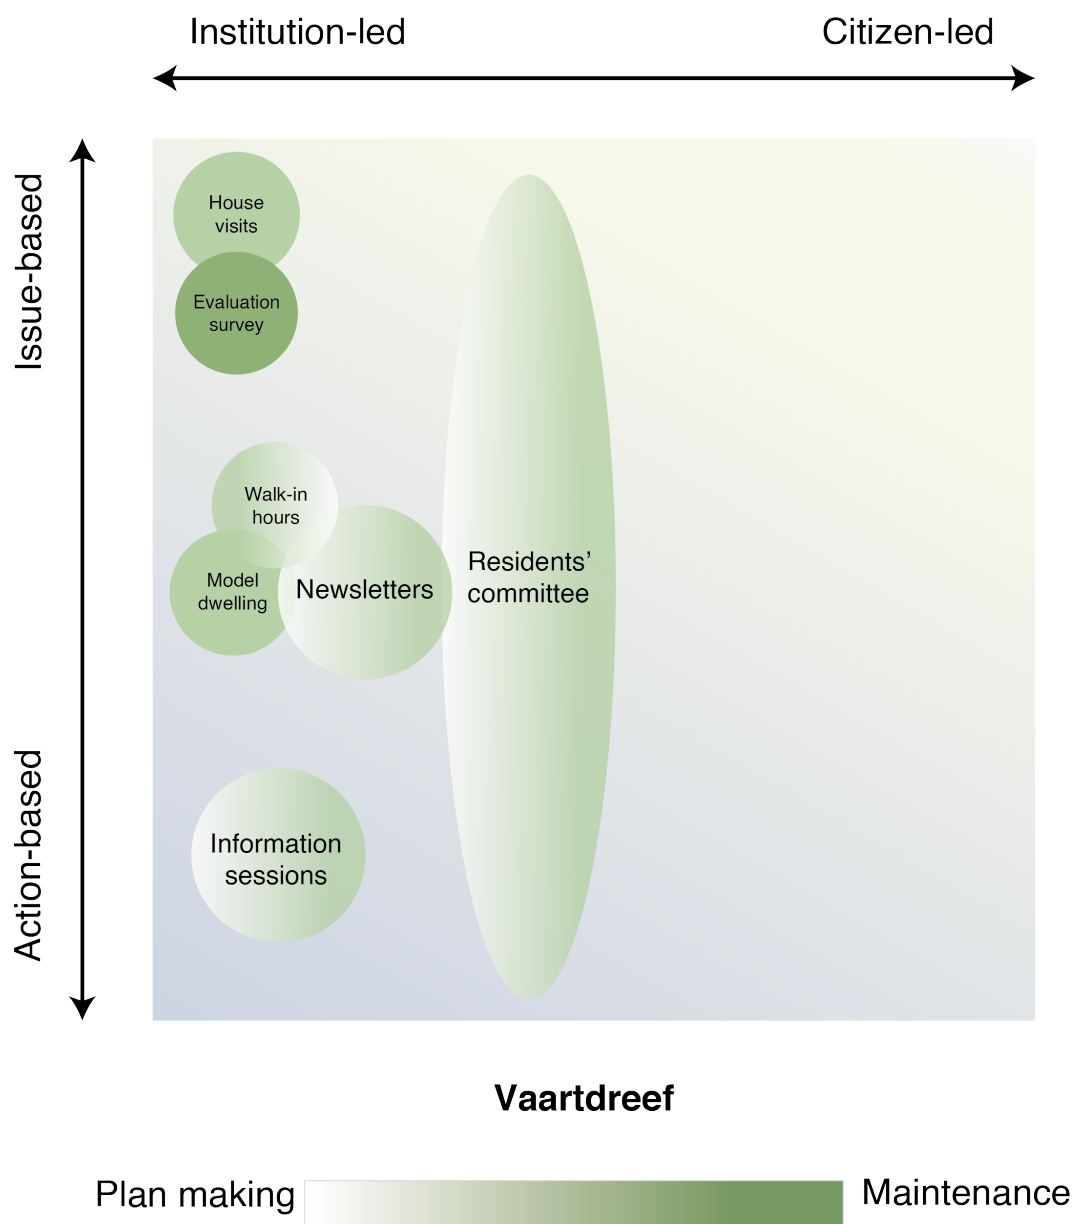 Institution-led
Citizen-led
Issue-based
Action-based
House
visits
Evaluation
survey
Walk-in
hours
Model
dwelling
Newsletters
Residents’
committee
Information
sessions
Vaartdreef
Plan making
Maintenance